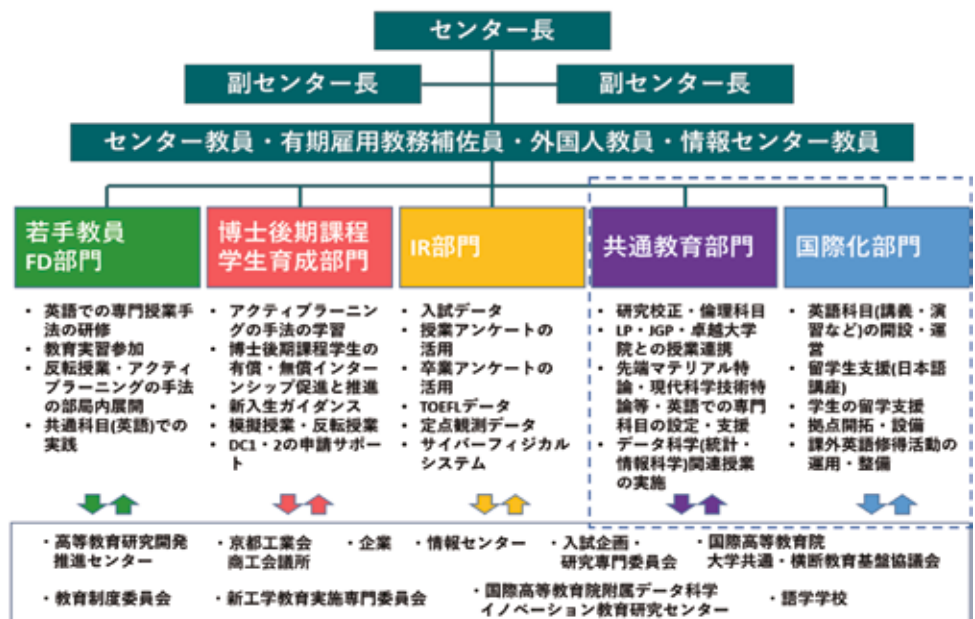 センター長
副センター長
副センター長
センター教員・有期雇用教務補佐員・外国人教員・情報センター教員
若手教員
FD部門
・英語での専門授業手
法の研修
・教育実習参加
・反転授業・アクティ
ブラーニングの手法
の部局内展開
・共通科目(英語)での
実践
博士後期課程
学生育成部門
・アクティブラーニン
グの手法の学習
・博士後期課程学生の
有償・無償インター
ンシップ促進と推進
・新入生ガイダンス
・模擬授業・反転授業
・DC1・2の申請サポー
ト
IR部門
・入試データ
・授業アンケートの
活用
・卒業アンケートの
活用
・TOEFLデータ
・定点観測データ
・サイバーフィジカル
システム
共通教育部門
・研究校正・倫理科目
・LP・JGP・卓越大学
院との授業連携
・先端マテリアル特
論・現代科学技術特
論等・英語での専門
科目の設定・支援
・データ科学(統計・
情報科学)関連授業
の実施
国際化部門
・英語科目(講義・演
習など)の開設・運
営
・留学生支援(日本語
講座)
・学生の留学支援
・拠点開拓・設備
・課外英語修得活動の
運用・整備
・高等教育研究開発
推進センター
・京都工業会
商工会議所
・企業
・情報センター
・入試企画・
研究専門委員会
・国際高等教育院
大学共通・横断教育基盤協議会
・教育制度委員会
・新工学教育実施専門委員会
・国際高等教育院附属データ科学
イノベーション教育研究センター
・語学学校